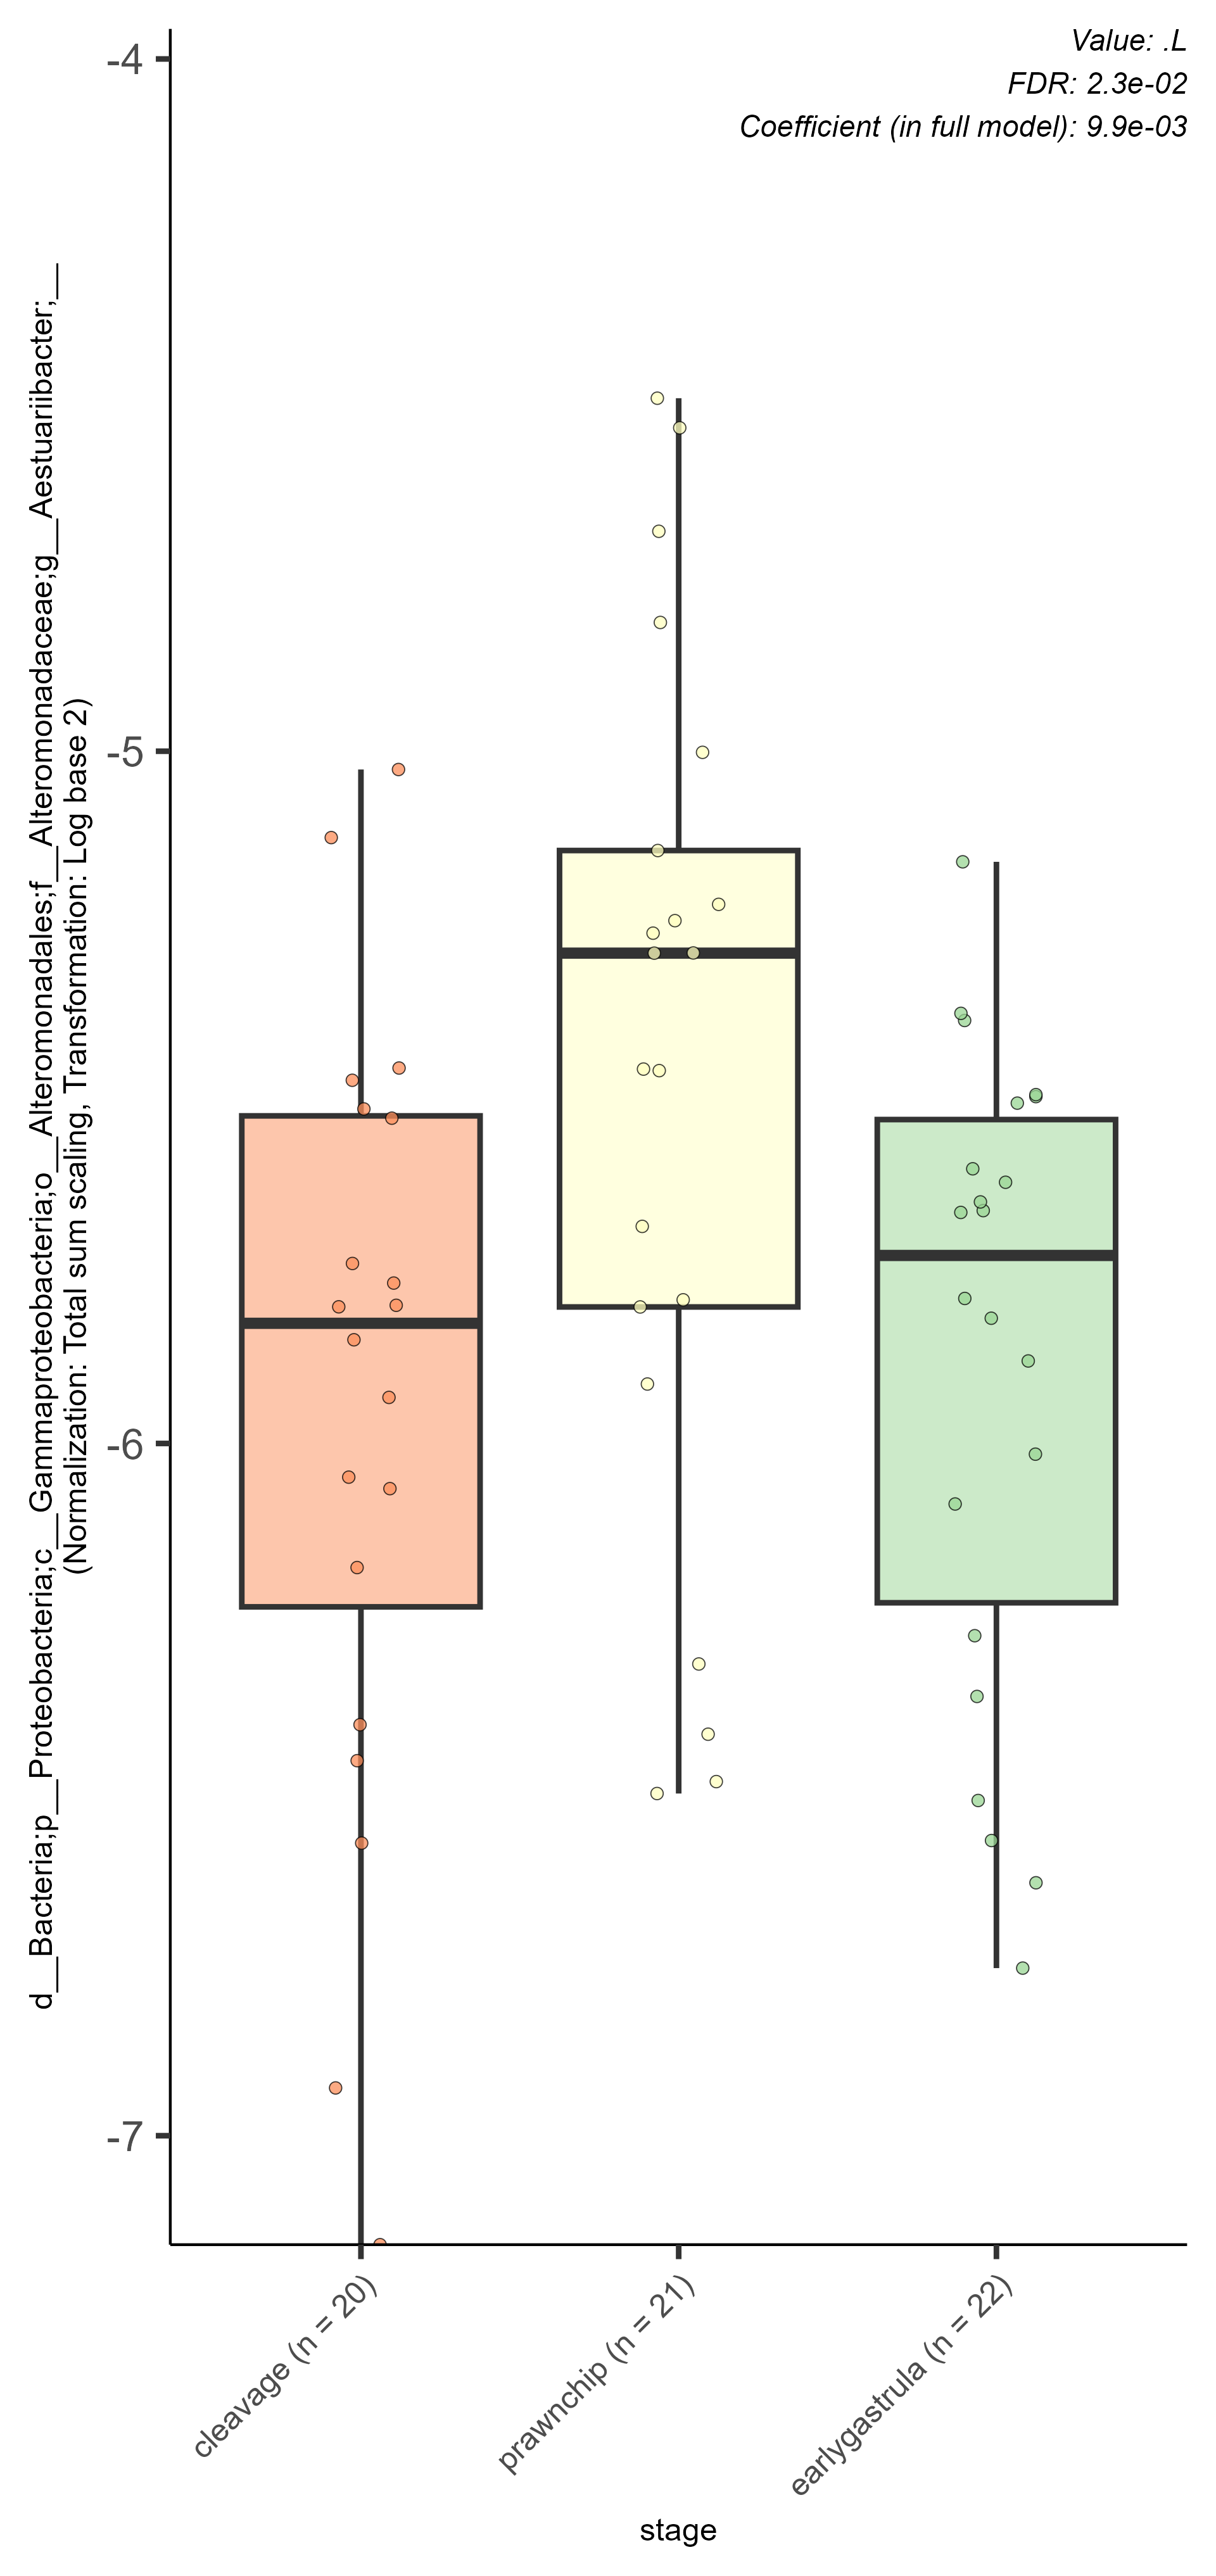 Value: .L
FDR: 2.3e-02
Coefficient (in full model): 9.9e-03
d__Bacteria;p__Proteobacteria;c__Gammaproteobacteria;o__Alteromonadales;f__Alteromonadaceae;g__Aestuariibacter;__
(Normalization: Total sum scaling, Transformation: Log base 2)
-4
-5
-6
-7
cleavage (n = 20)
prawnchip (n = 21)
earlygastrula (n = 22)
stage